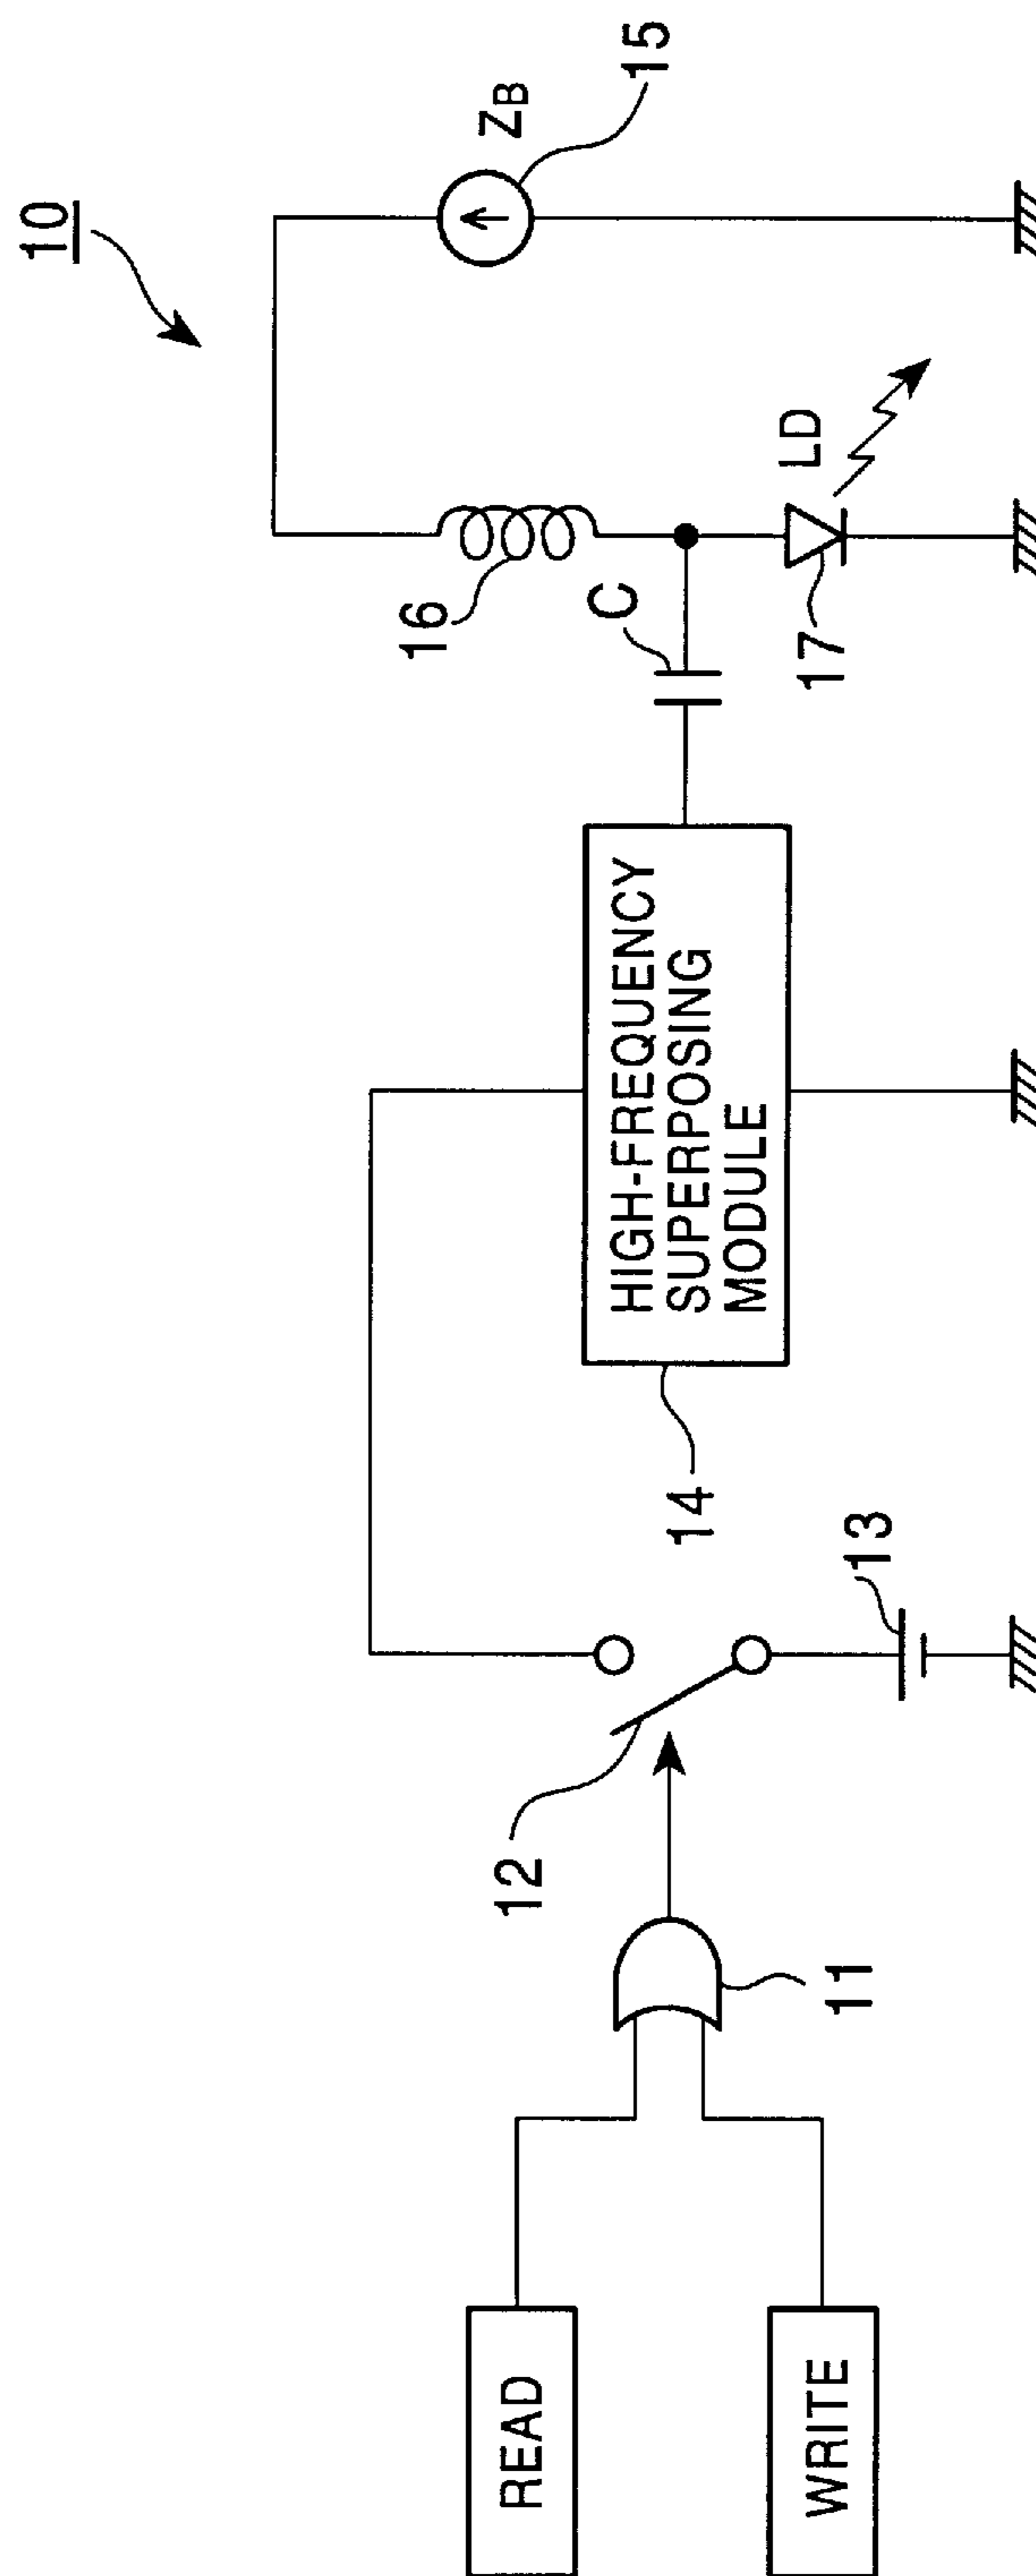 10
READ
WRITE
11
12
13
14
HIGH-FREQUENCY
SUPERPOSING
MODULE
C
16
LD
17
ZB
15